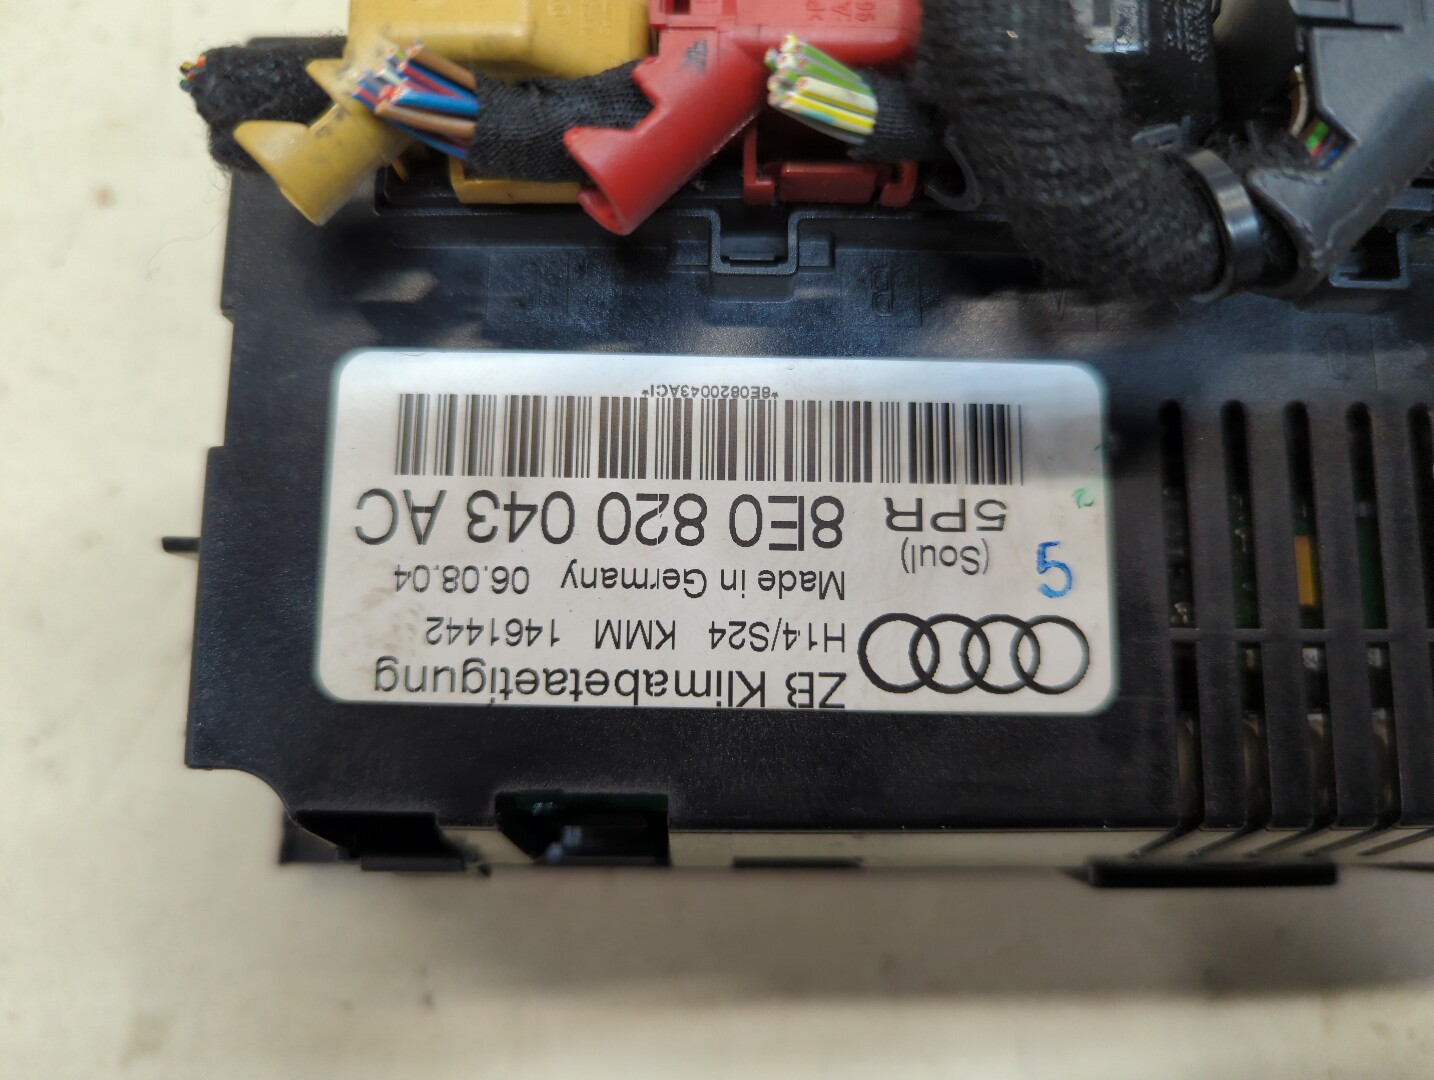 ZB Klimabetaetigung
H14/S24 KMM 1461442
Made in Germany 06.08.04
(Soul)
5PR 8E0 820 043 AC
*8E0820043ACI*
5